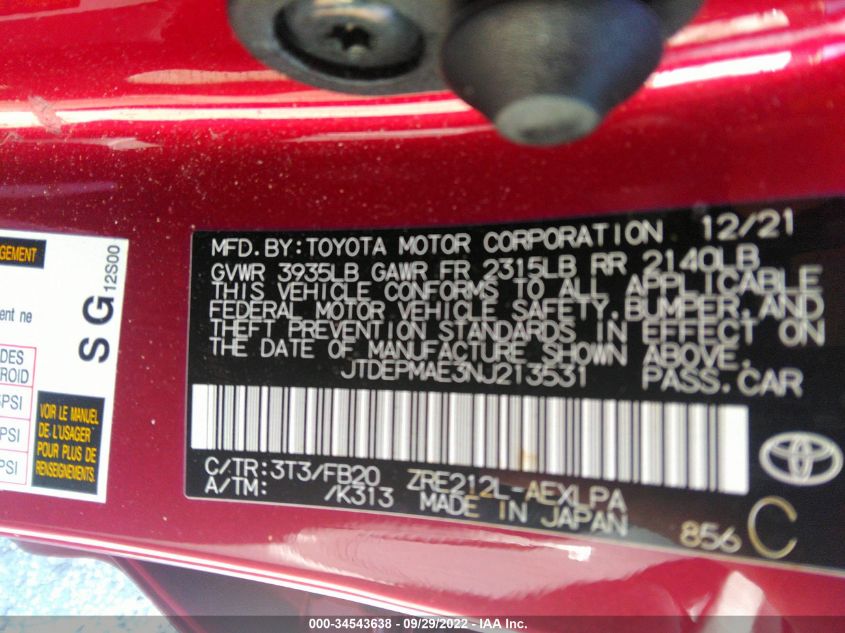 GEMENT
ent ne
DES
ROID
PSI
PSI
PSI
VOIR LE MANUEL
DE L'USAGER
POUR PLUS DE
RENSEIGNEMENTS.
SG 12S00
MFD.BY:TOYOTA MOTOR CORPORATION 12/21
GVWR 3935LB GAWR FR 2315LB RR 2140LB
THIS VEHICLE CONFORMS TO ALL APPLICABLE
FEDERAL MOTOR VEHICLE SAFETY,BUMPER,AND
THEFT PREVENTION STANDARDS IN EFFECT ON
THE DATE OF MANUFACTURE SHOWN ABOVE.
JTDEPMAE3NJ213531 PASS.CAR
C/TR:3T3/FB20 ZRE212L-AEXLPA
A/TM: /K313 MADE IN JAPAN
856 C
000-34543638 - 09/29/2022 - IAA Inc.